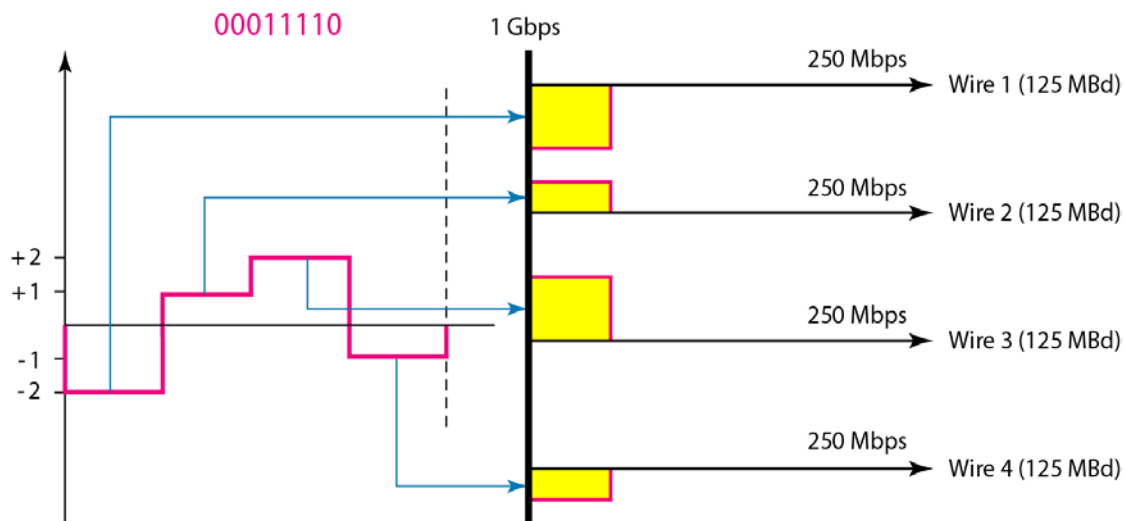 00011110
1 Gbps
250 Mbps
Wire 1 (125 MBd)
250 Mbps
Wire 2 (125 MBd)
+2
+1
250 Mbps
Wire 3 (125 MBd)
-1
-2
250 Mbps
Wire 4 (125 MBd)